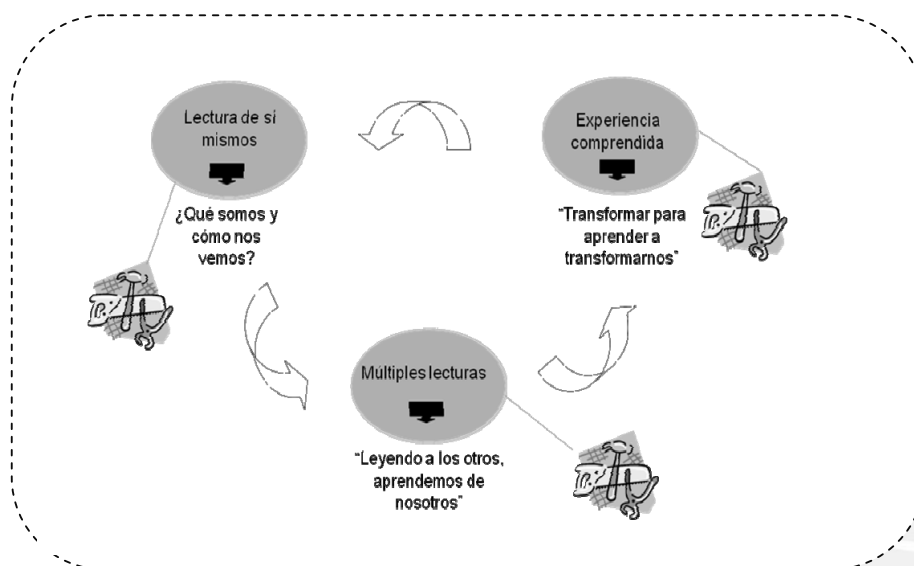 Lectura de sí
mismos
¿Qué somos y
cómo nos
vemos?
Experiencia
comprendida
“Transformar para
aprender a
transformarnos”
Múltiples lecturas
“Leyendo a los otros,
aprendemos de
nosotros”